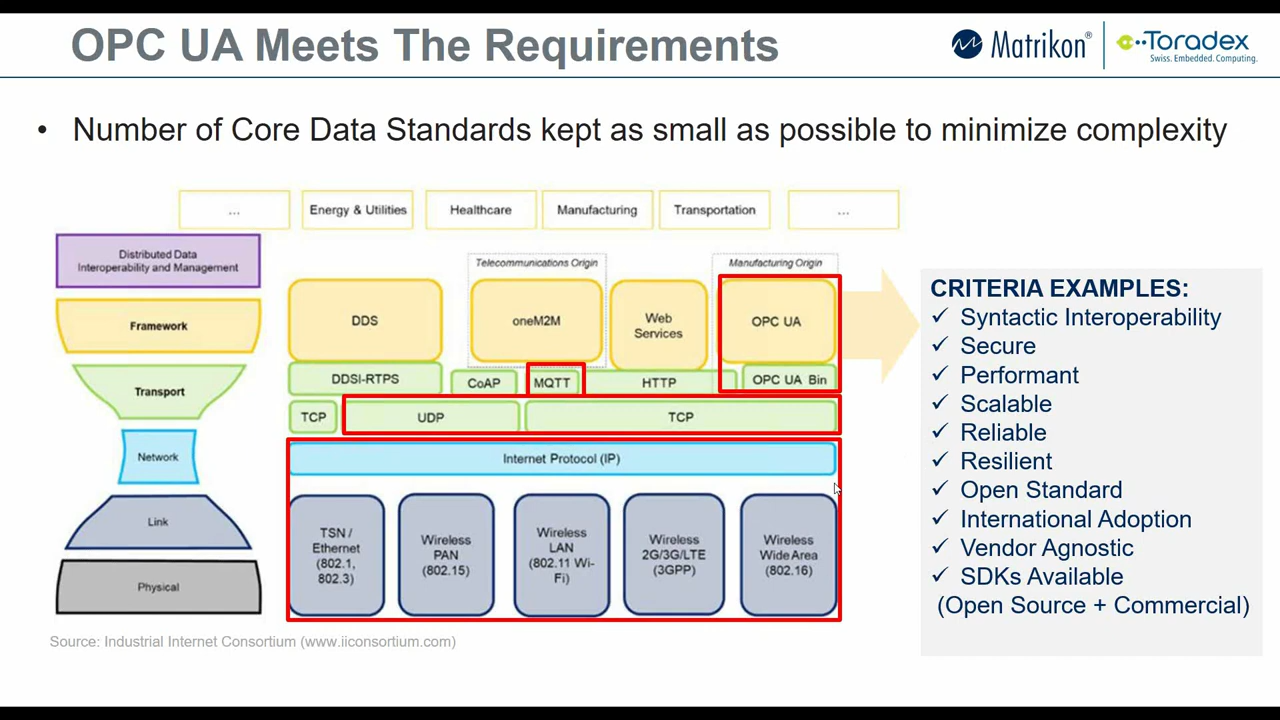 OPC UA Meets The Requirements
Matrikon®
Toradex
Swiss. Embedded. Computing.
• Number of Core Data Standards kept as small as possible to minimize complexity
...
Energy & Utilities
Healthcare
Manufacturing
Transportation
...
Distributed Data
Interoperability and Management
Framework
Transport
Network
Link
Physical
Telecommunications Origin
Manufacturing Origin
DDS
oneM2M
Web
Services
OPC UA
DDSI-RTPS
CoAP
MQTT
HTTP
OPC UA Bin
TCP
UDP
TCP
Internet Protocol (IP)
TSN /
Ethernet
(802.1,
802.3)
Wireless
PAN
(802.15)
Wireless
LAN
(802.11 Wi-
Fi)
Wireless
2G/3G/LTE
(3GPP)
Wireless
Wide Area
(802.16)
CRITERIA EXAMPLES:
✓ Syntactic Interoperability
✓ Secure
✓ Performant
✓ Scalable
✓ Reliable
✓ Resilient
✓ Open Standard
✓ International Adoption
✓ Vendor Agnostic
✓ SDKs Available
(Open Source + Commercial)
Source: Industrial Internet Consortium (www.iiconsortium.com)